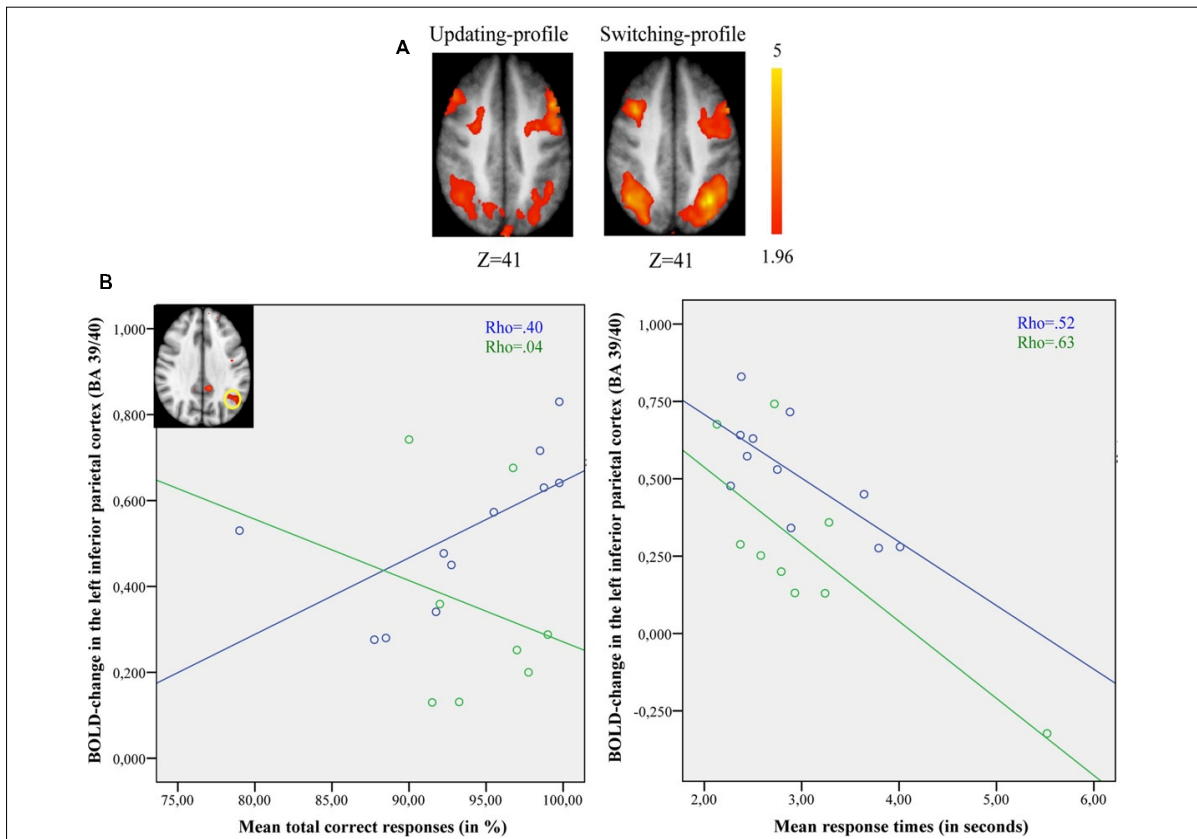 A
Updating-profile
Switching-profile
5
1.96
Z=41
Z=41
B
BOLD-change in the left inferior parietal cortex (BA 39/40)
1,000
0,800
0,600
0,400
0,200
0,000
Rho=.40
Rho=.04
75,00
80,00
85,00
90,00
95,00
100,00
Mean total correct responses (in %)
BOLD-change in the left inferior parietal cortex (BA 39/40)
1,000
0,750
0,500
0,250
0,000
-0,250
Rho=.52
Rho=.63
2,00
3,00
4,00
5,00
6,00
Mean response times (in seconds)